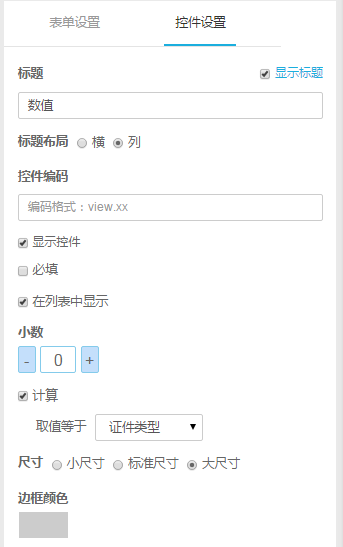 表单设置 控件设置
标题 显示标题
数值
标题布局 横 列
控件编码
编码格式：view.xx
显示控件
必填
在列表中显示
小数
- 0 +
计算
取值等于 证件类型
尺寸 小尺寸 标准尺寸 大尺寸
边框颜色